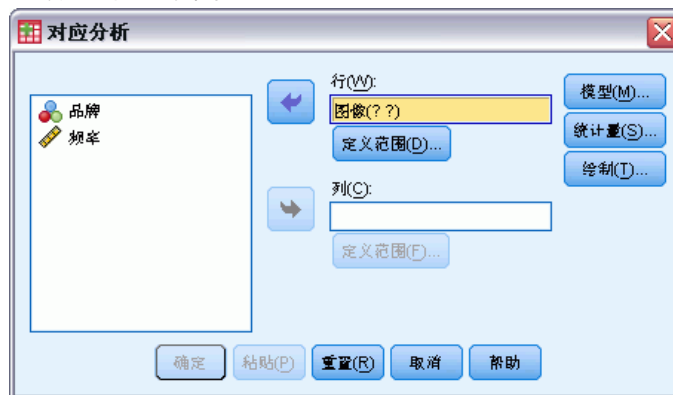 对应分析
品牌
频率
行(W):
图像(? ?)
定义范围(D)...
列(C):
定义范围(F)...
模型(M)...
统计量(S)...
绘制(T)...
确定
粘贴(P)
重置(R)
取消
帮助